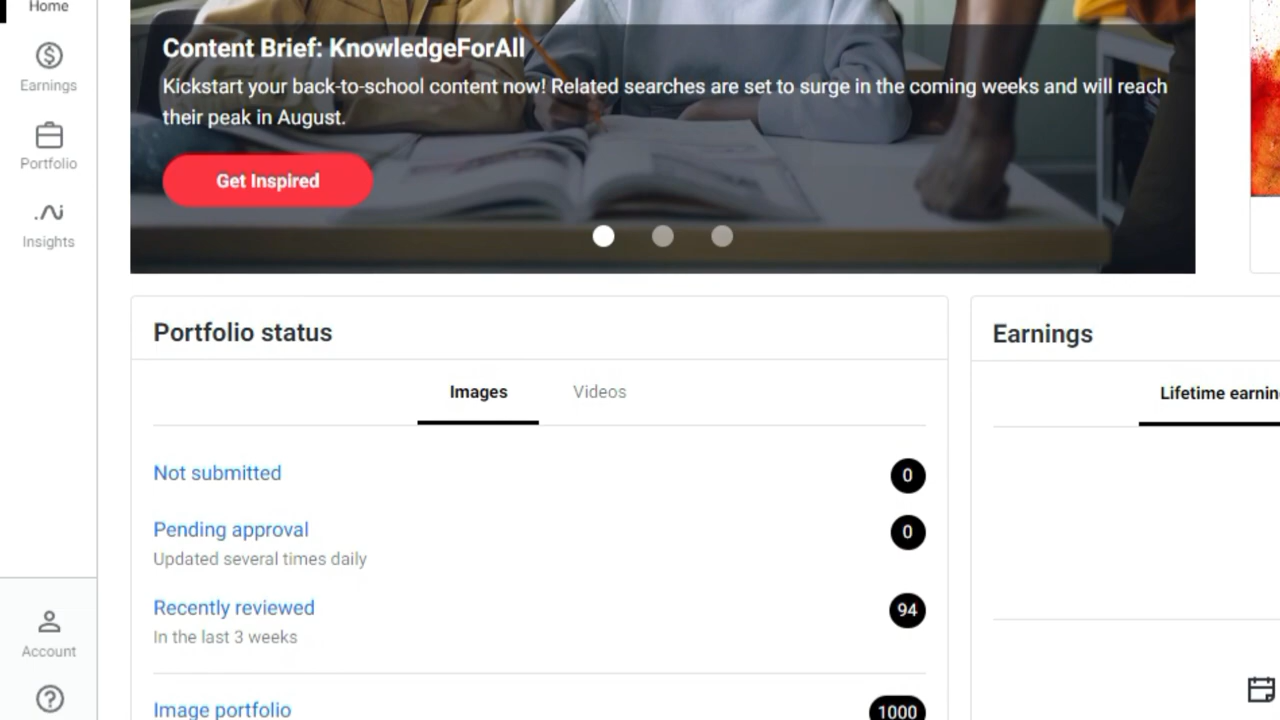 Home
Earnings
Portfolio
Insights
Account
Content Brief: KnowledgeForAll
Kickstart your back-to-school content now! Related searches are set to surge in the coming weeks and will reach
their peak in August.
Get Inspired
Portfolio status
Images Videos
Not submitted 0
Pending approval 0
Updated several times daily
Recently reviewed 94
In the last 3 weeks
Image portfolio 1000
Earnings
Lifetime